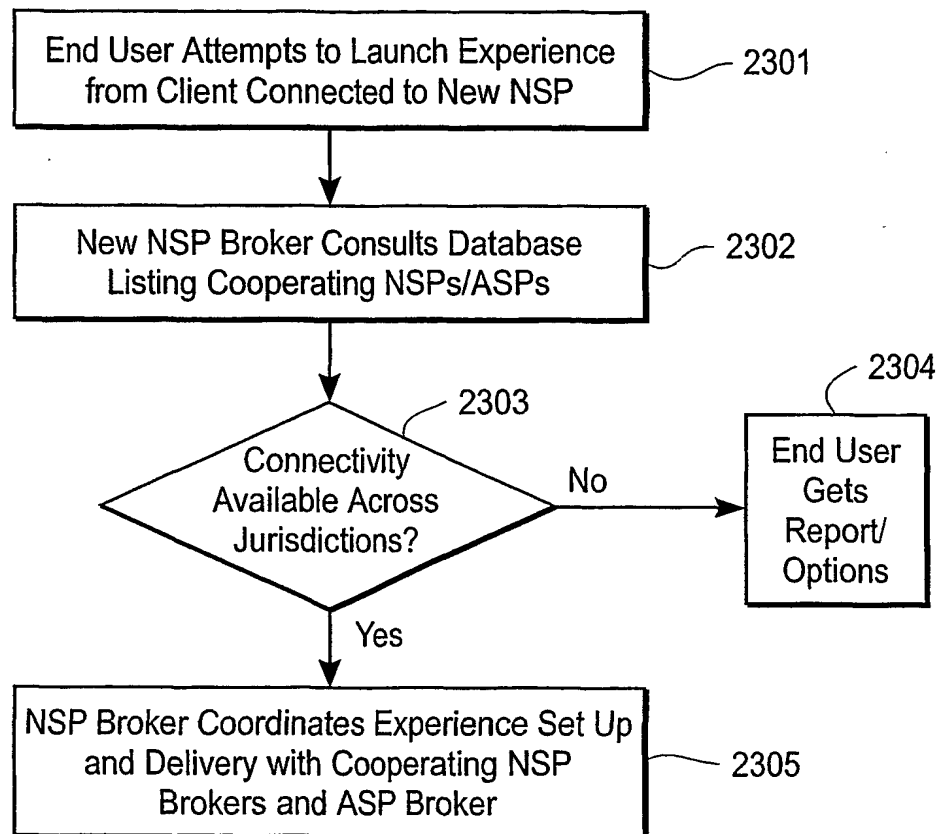 End User Attempts to Launch Experience
from Client Connected to New NSP
2301
New NSP Broker Consults Database
Listing Cooperating NSPs/ASPs
2302
2303
Connectivity
Available Across
Jurisdictions?
No
2304
End User
Gets
Report/
Options
Yes
NSP Broker Coordinates Experience Set Up
and Delivery with Cooperating NSP
Brokers and ASP Broker
2305